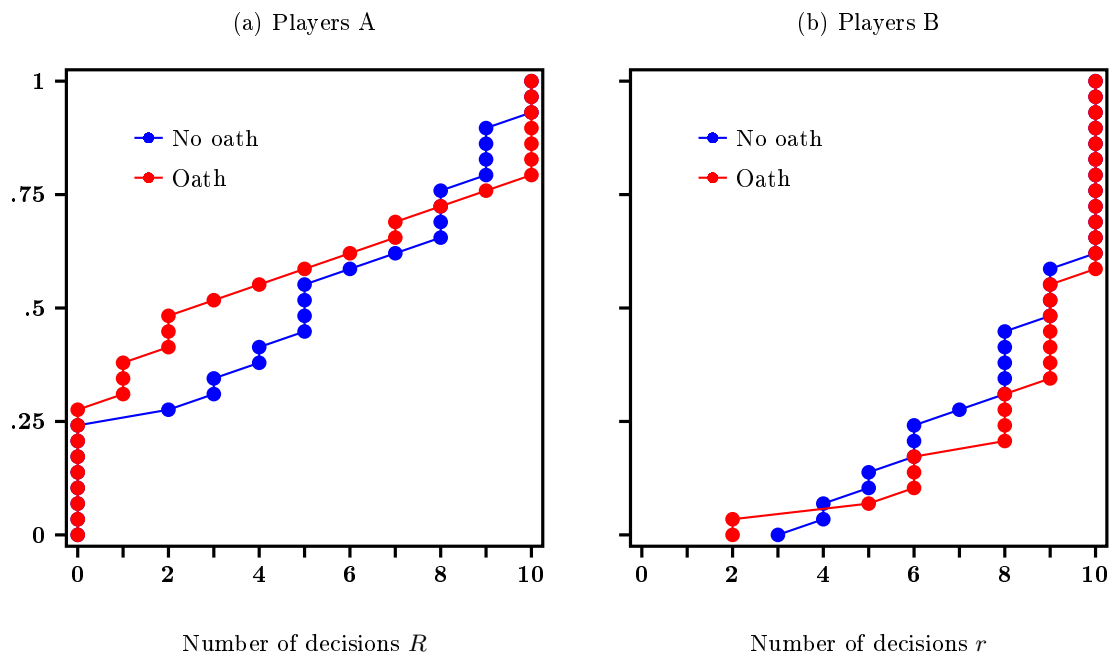 (a) Players A
(b) Players B
1
.75
.5
.25
0
No oath
Oath
No oath
Oath
0 2 4 6 8 10
0 2 4 6 8 10
Number of decisions R
Number of decisions r